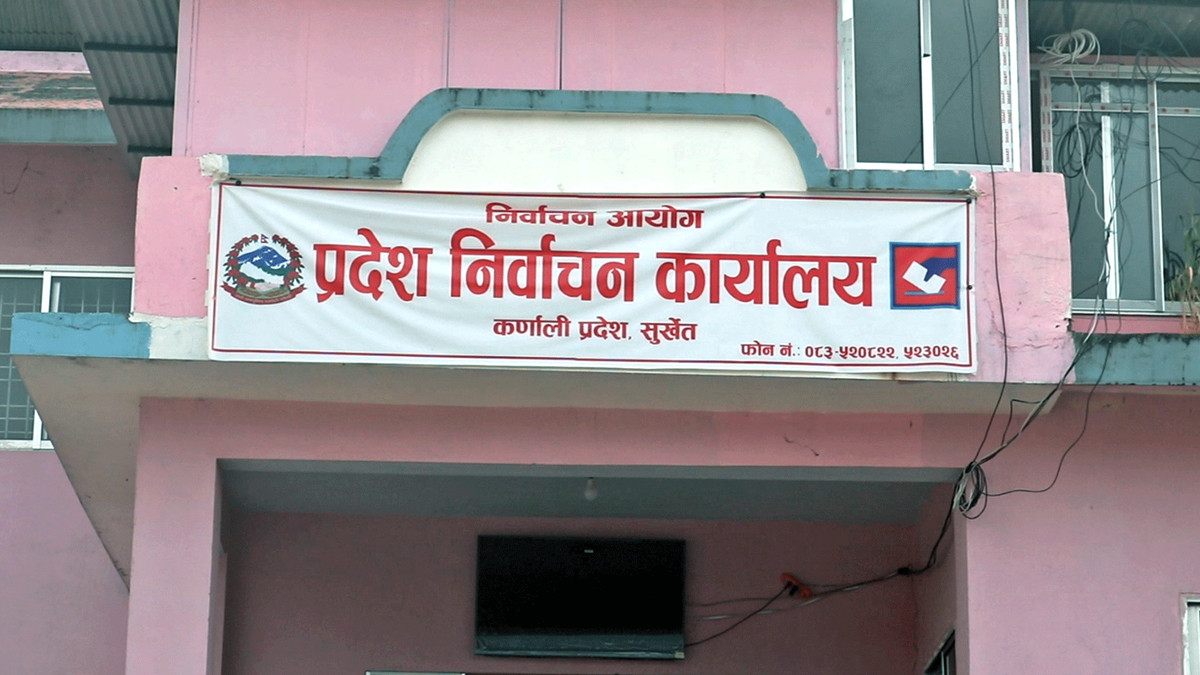 निर्वाचन आयोग
प्रदेश निर्वाचन कार्यालय
कर्णाली प्रदेश, सुर्खेत
फोन नं.: ०८३-५२०८२२, ५२३०२६